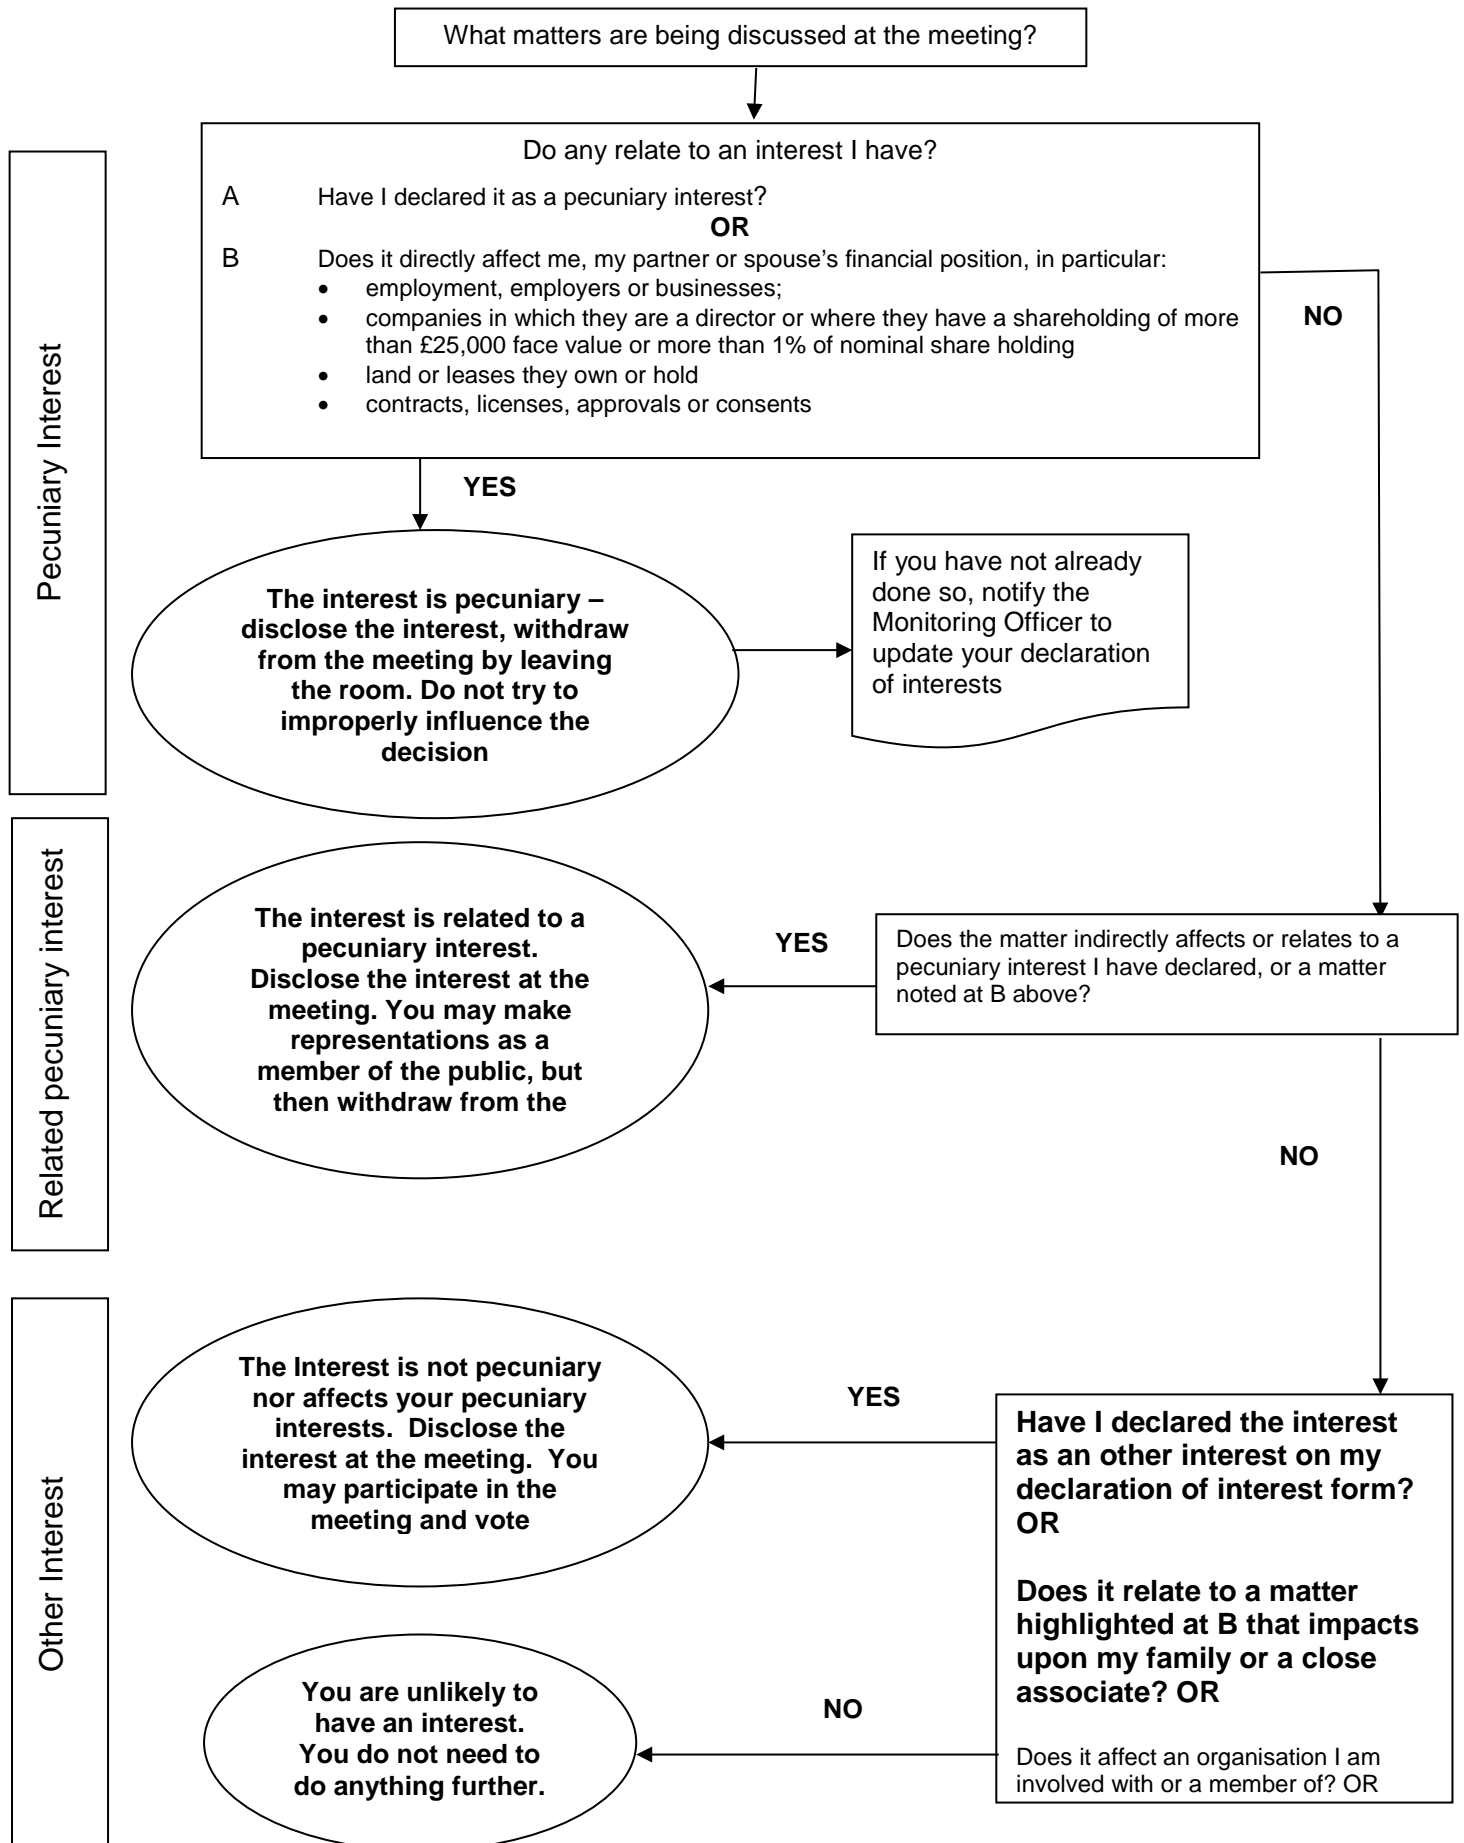 What matters are being discussed at the meeting?
Pecuniary Interest
Do any relate to an interest I have?
A Have I declared it as a pecuniary interest?
OR
B Does it directly affect me, my partner or spouse’s financial position, in particular:
• employment, employers or businesses;
• companies in which they are a director or where they have a shareholding of more
than £25,000 face value or more than 1% of nominal share holding
• land or leases they own or hold
• contracts, licenses, approvals or consents
NO
YES
The interest is pecuniary –
disclose the interest, withdraw
from the meeting by leaving
the room. Do not try to
improperly influence the
decision
If you have not already
done so, notify the
Monitoring Officer to
update your declaration
of interests
Related pecuniary interest
The interest is related to a
pecuniary interest.
Disclose the interest at the
meeting. You may make
representations as a
member of the public, but
then withdraw from the
YES
Does the matter indirectly affects or relates to a
pecuniary interest I have declared, or a matter
noted at B above?
NO
Other Interest
The Interest is not pecuniary
nor affects your pecuniary
interests. Disclose the
interest at the meeting. You
may participate in the
meeting and vote
YES
Have I declared the interest
as an other interest on my
declaration of interest form?
OR
Does it relate to a matter
highlighted at B that impacts
upon my family or a close
associate? OR
Does it affect an organisation I am
involved with or a member of? OR
NO
You are unlikely to
have an interest.
You do not need to
do anything further.